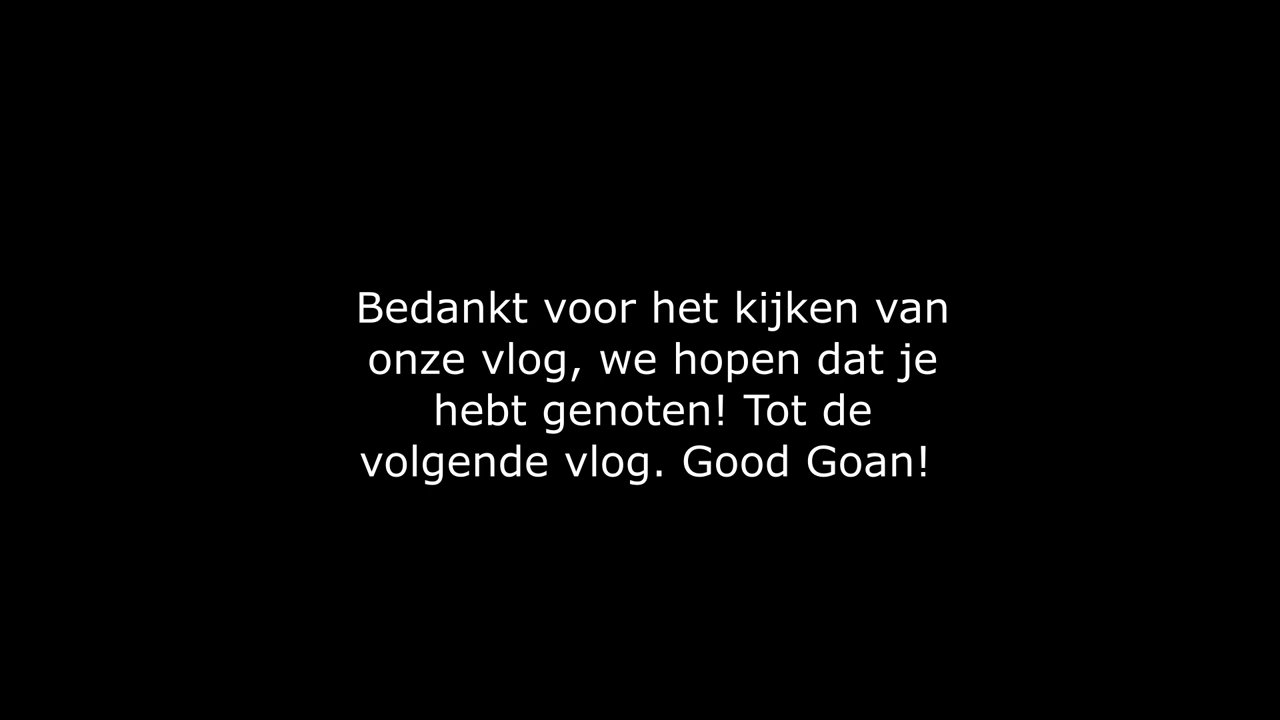 Bedankt voor het kijken van
onze vlog, we hopen dat je
hebt genoten! Tot de
volgende vlog. Good Goan!